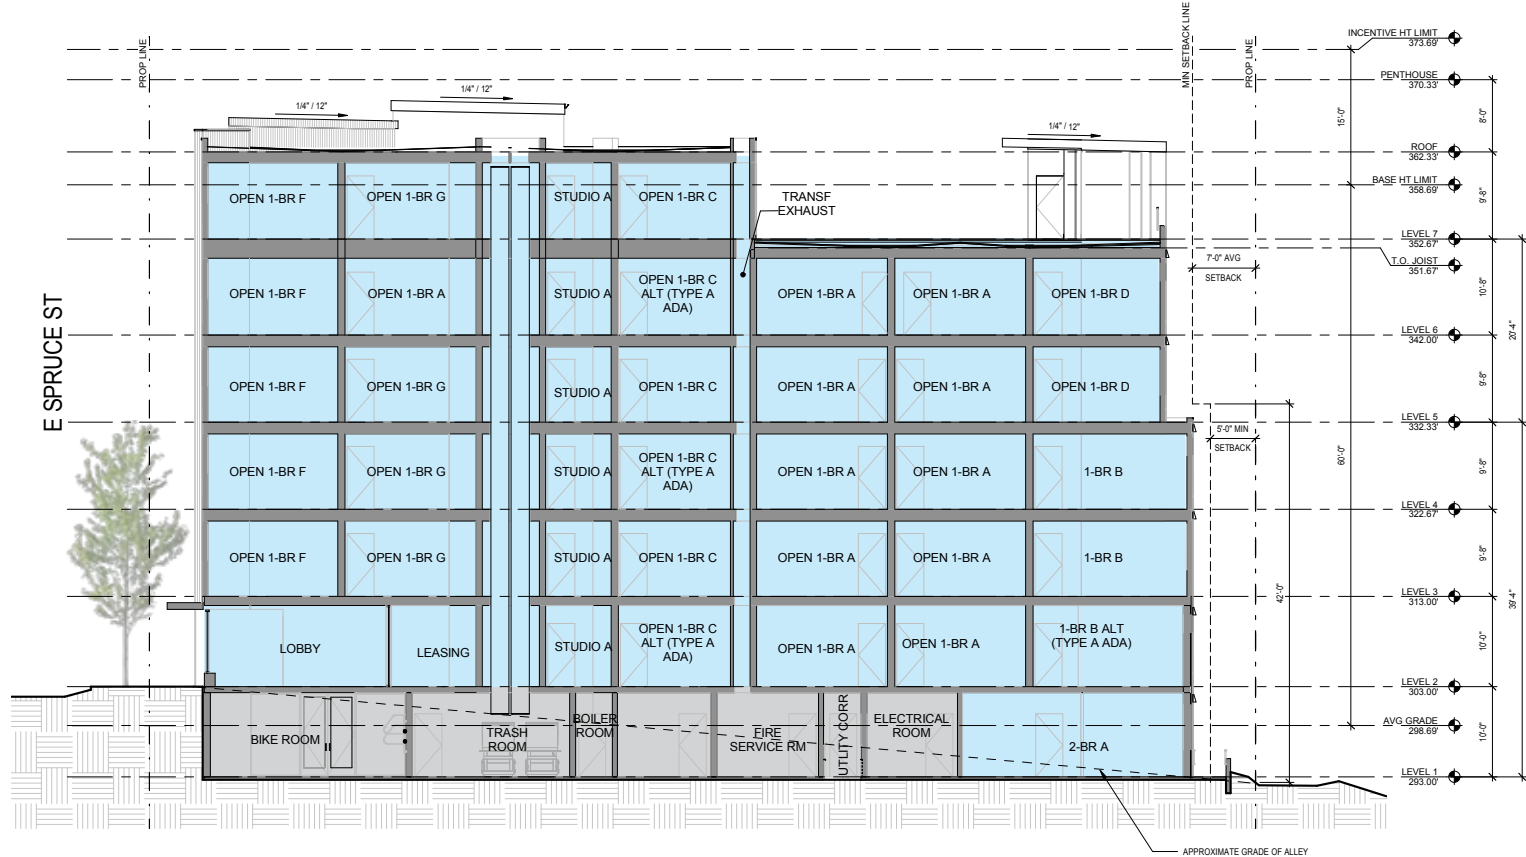 INCENTIVE HT LIMIT
373.69'
PROP LINE
MIN SETBACK LINE
PROP LINE
PENTHOUSE
370.33'
1/4" / 12"
1/4" / 12"
1/4" / 12"
15'-0"
8'-0"
ROOF
362.33'
BASE HT LIMIT
358.69'
9'-8"
OPEN 1-BR F
OPEN 1-BR G
STUDIO A
OPEN 1-BR C
TRANSF
EXHAUST
LEVEL 7
352.67'
T.O. JOIST
351.67'
7'-0" AVG
SETBACK
10'-8"
E SPRUCE ST
OPEN 1-BR F
OPEN 1-BR A
STUDIO A
OPEN 1-BR C
ALT (TYPE A
ADA)
OPEN 1-BR A
OPEN 1-BR A
OPEN 1-BR D
LEVEL 6
342.00'
20'-4"
9'-8"
OPEN 1-BR F
OPEN 1-BR G
STUDIO A
OPEN 1-BR C
OPEN 1-BR A
OPEN 1-BR A
OPEN 1-BR D
LEVEL 5
332.33'
5'-0" MIN
SETBACK
60'-0"
9'-8"
OPEN 1-BR F
OPEN 1-BR G
STUDIO A
OPEN 1-BR C
ALT (TYPE A
ADA)
OPEN 1-BR A
OPEN 1-BR A
1-BR B
LEVEL 4
322.67'
9'-8"
OPEN 1-BR F
OPEN 1-BR G
STUDIO A
OPEN 1-BR C
OPEN 1-BR A
OPEN 1-BR A
1-BR B
LEVEL 3
313.00'
42'-0"
39'-4"
10'-0"
LOBBY
LEASING
STUDIO A
OPEN 1-BR C
ALT (TYPE A
ADA)
OPEN 1-BR A
OPEN 1-BR A
1-BR B ALT
(TYPE A ADA)
LEVEL 2
303.00'
AVG GRADE
298.69'
10'-0"
BIKE ROOM
TRASH
ROOM
BOILER
ROOM
FIRE
SERVICE RM
UTLITY CORR
ELECTRICAL
ROOM
2-BR A
LEVEL 1
293.00'
APPROXIMATE GRADE OF ALLEY